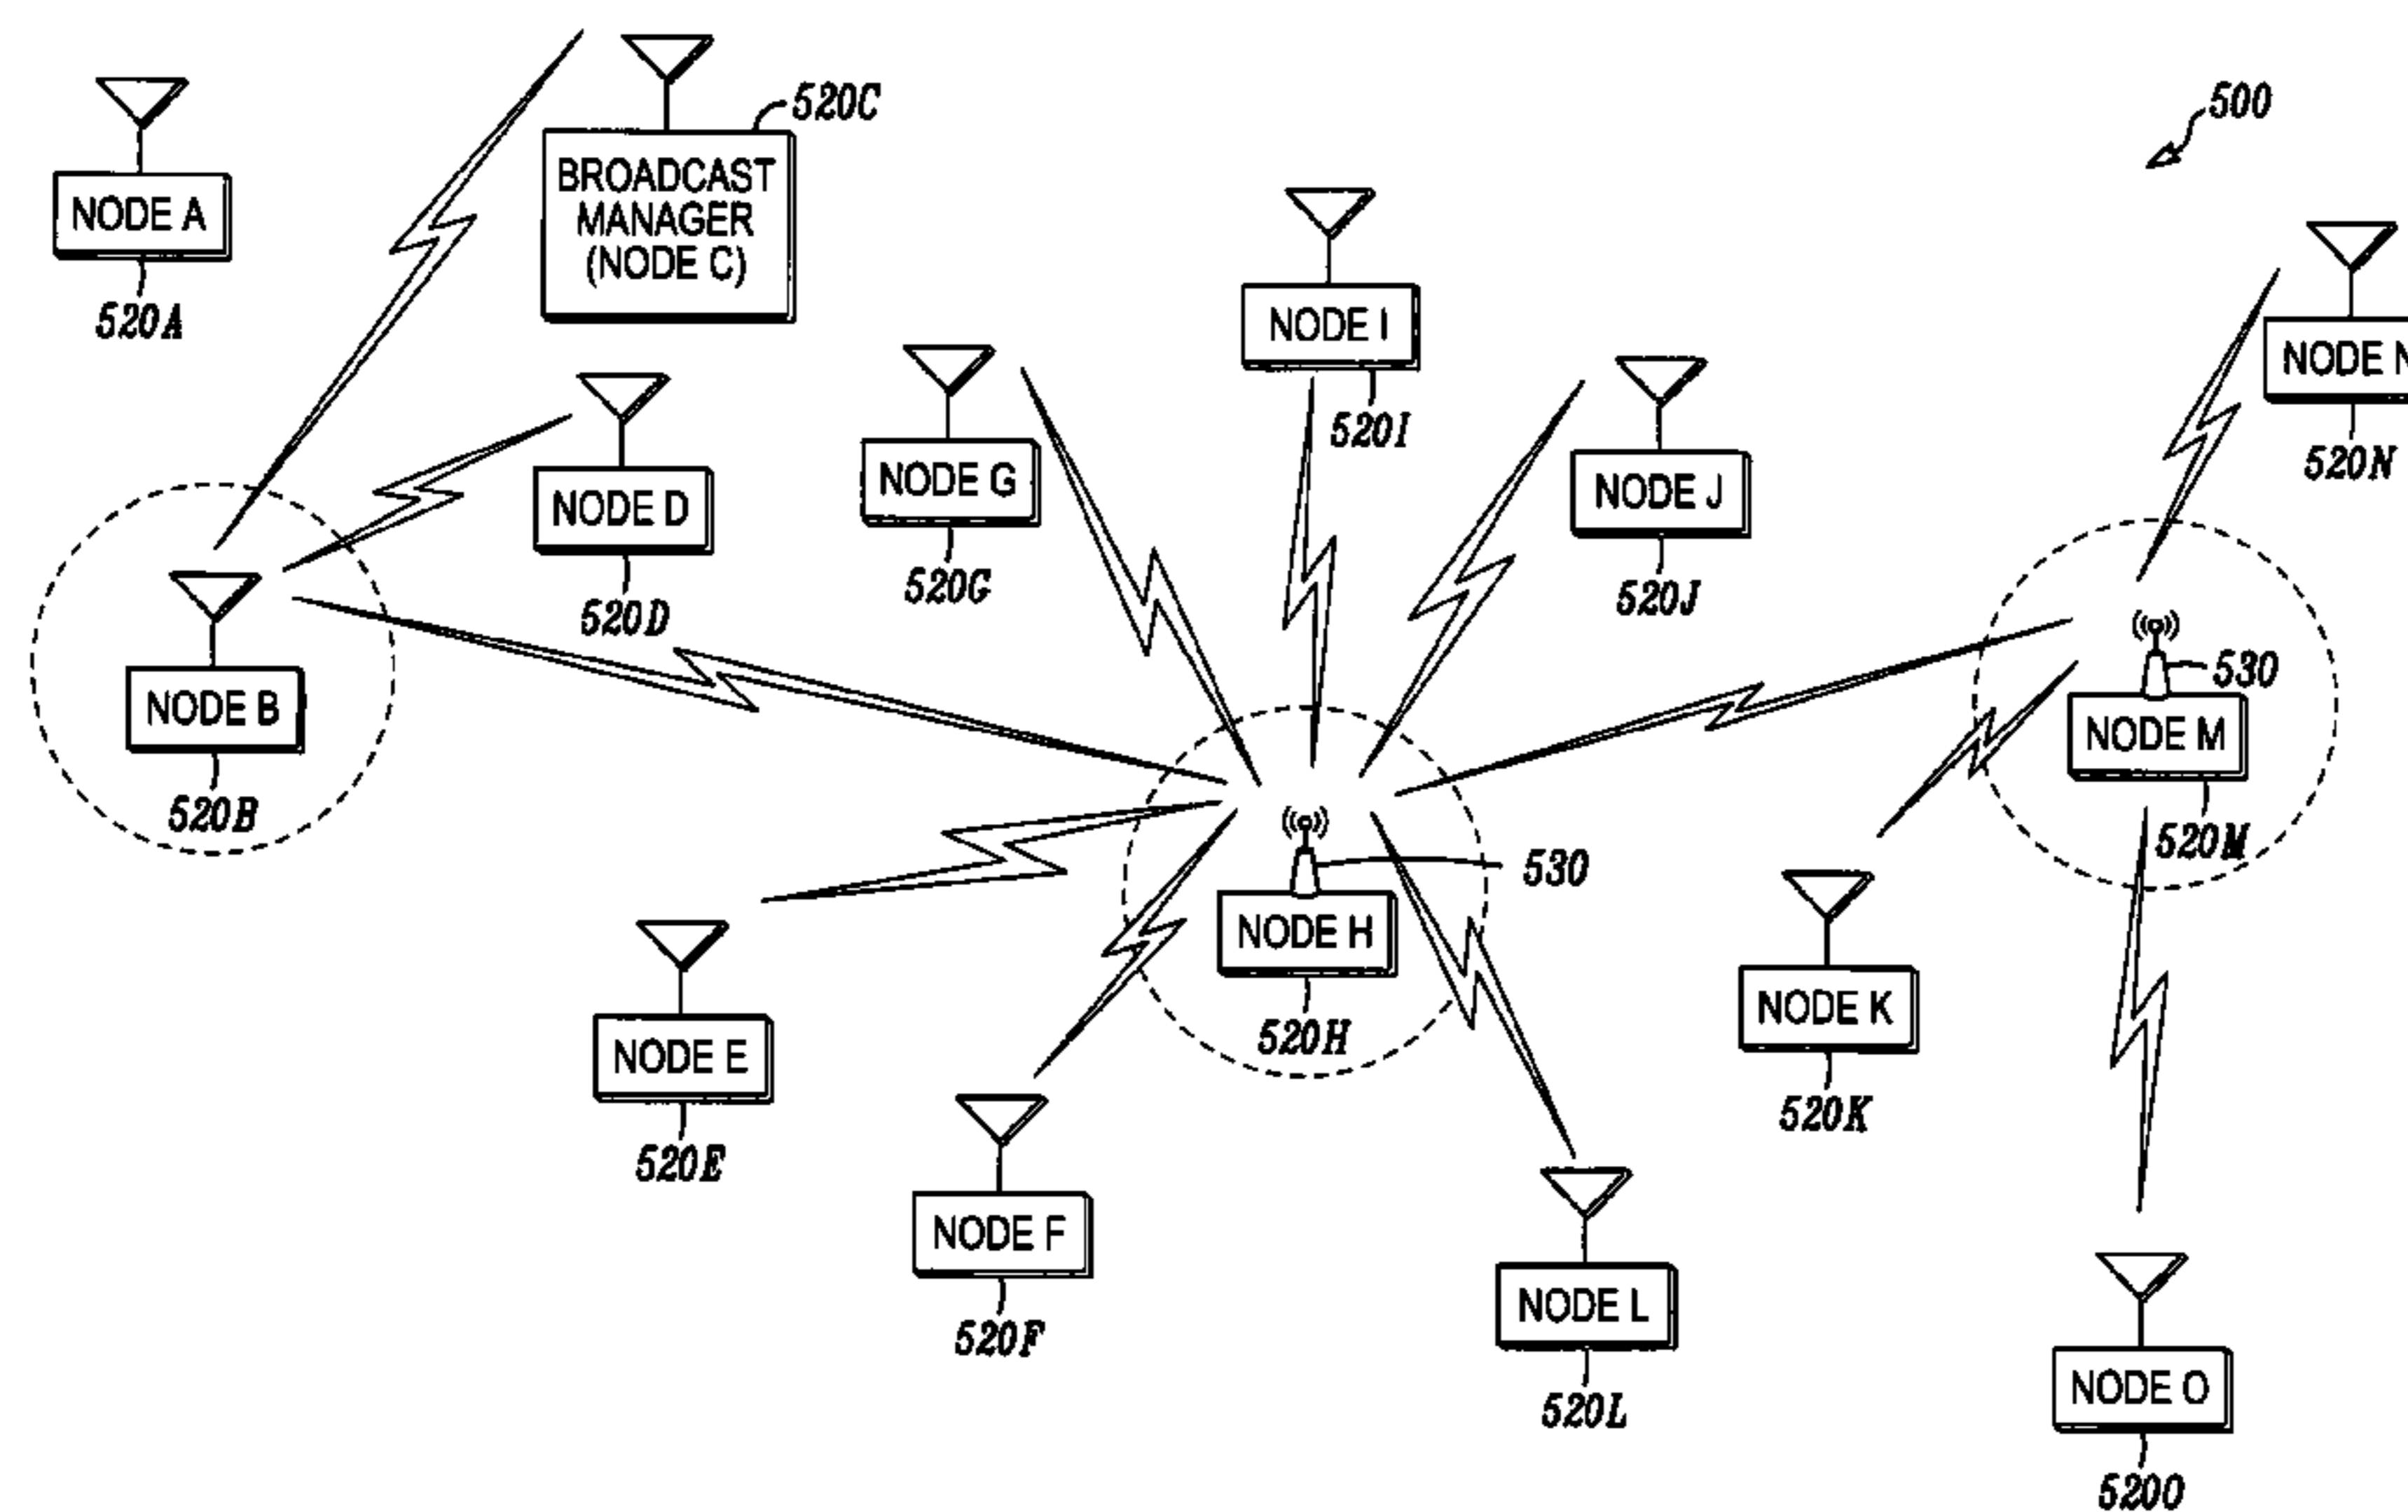 500
520C
BROADCAST
MANAGER
(NODE C)
NODE A
520A
NODE I
520I
NODE N
520N
NODE G
520G
NODE J
520J
NODE D
520D
NODE B
520B
530
NODE M
520M
530
NODE H
520H
NODE K
520K
NODE E
520E
NODE F
520F
NODE L
520L
NODE O
520O